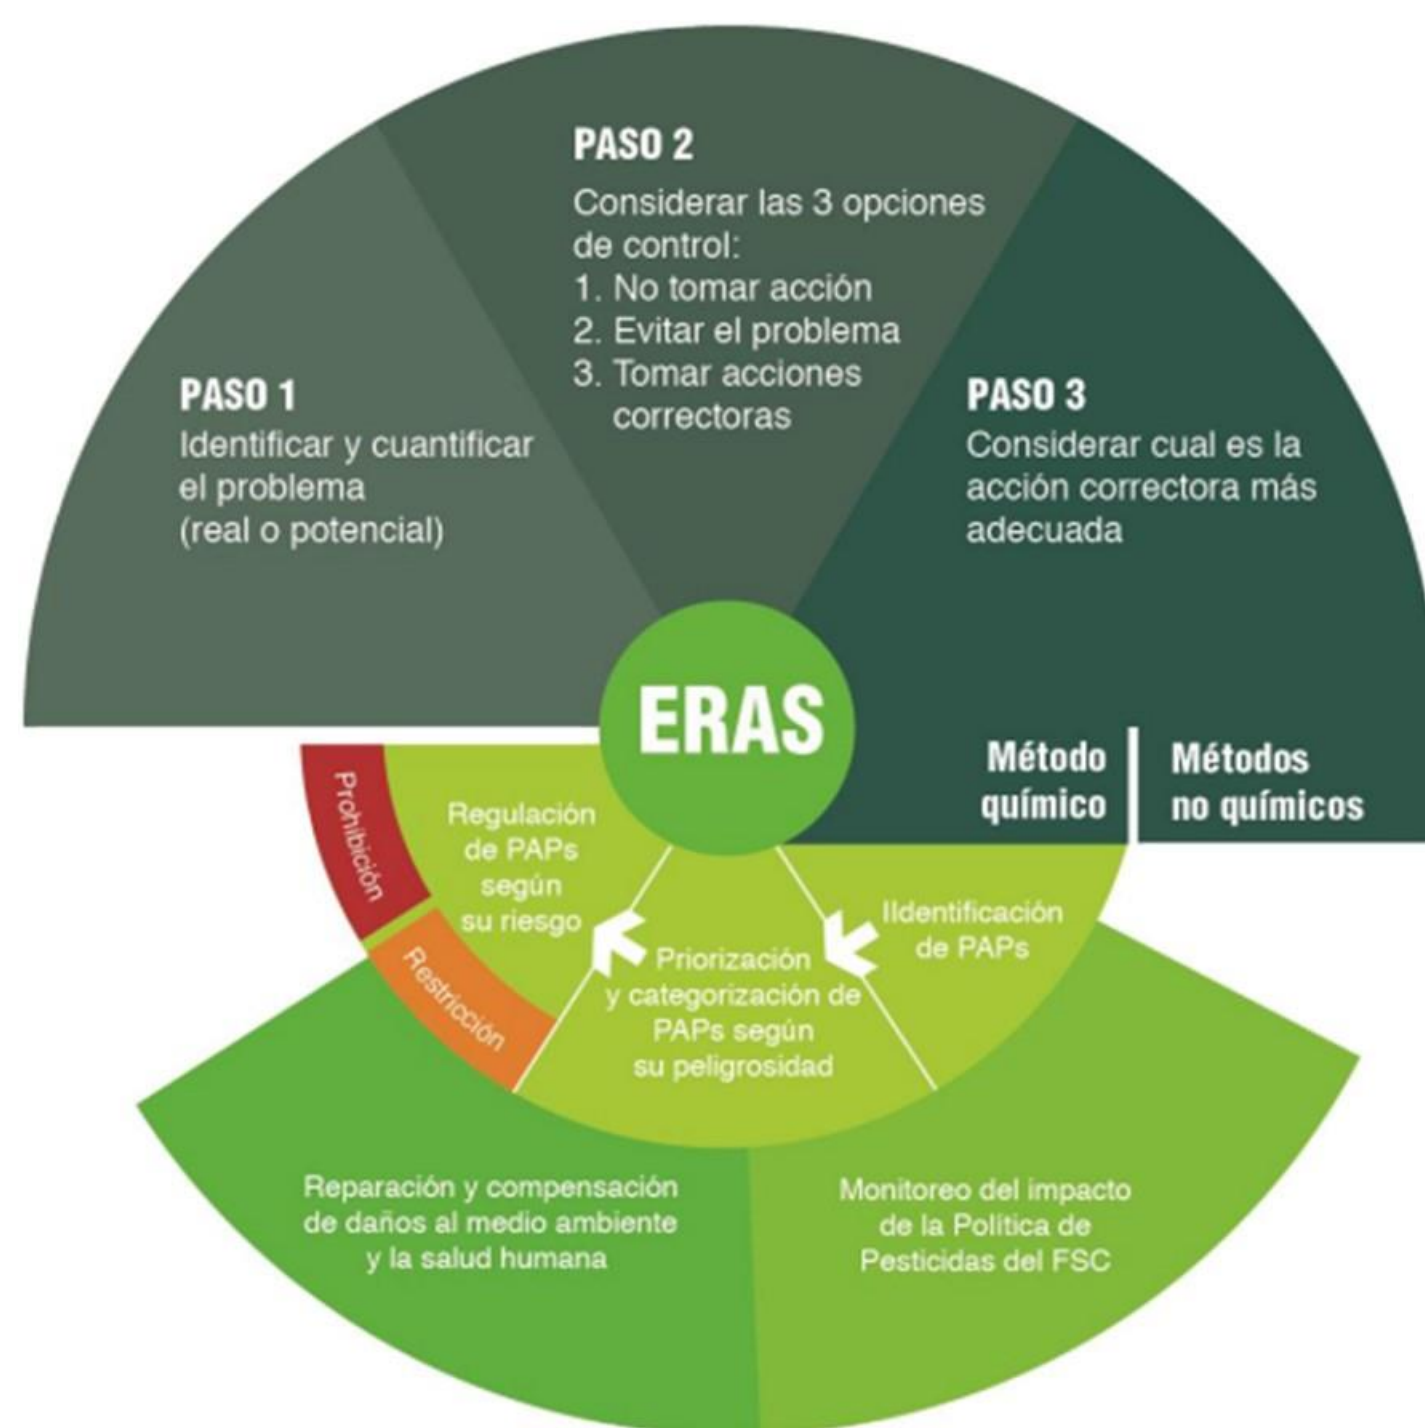 PASO 1
Identificar y cuantificar
el problema
(real o potencial)
PASO 2
Considerar las 3 opciones
de control:
1. No tomar acción
2. Evitar el problema
3. Tomar acciones
correctoras
PASO 3
Considerar cual es la
acción correctora más
adecuada
ERAS
Método
químico
Métodos
no químicos
IIdentificación
de PAPs
Priorización
y categorización de
PAPs según
su peligrosidad
Regulación
de PAPs
según
su riesgo
Prohibición
Restricción
Reparación y compensación
de daños al medio ambiente
y la salud humana
Monitoreo del impacto
de la Política de
Pesticidas del FSC